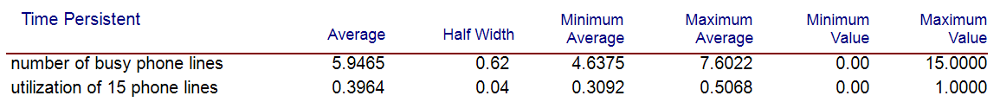 Time Persistent
Average Half Width Minimum Average Maximum Average Minimum Value Maximum Value
number of busy phone lines 5.9465 0.62 4.6375 7.6022 0.00 15.0000
utilization of 15 phone lines 0.3964 0.04 0.3092 0.5068 0.00 1.0000